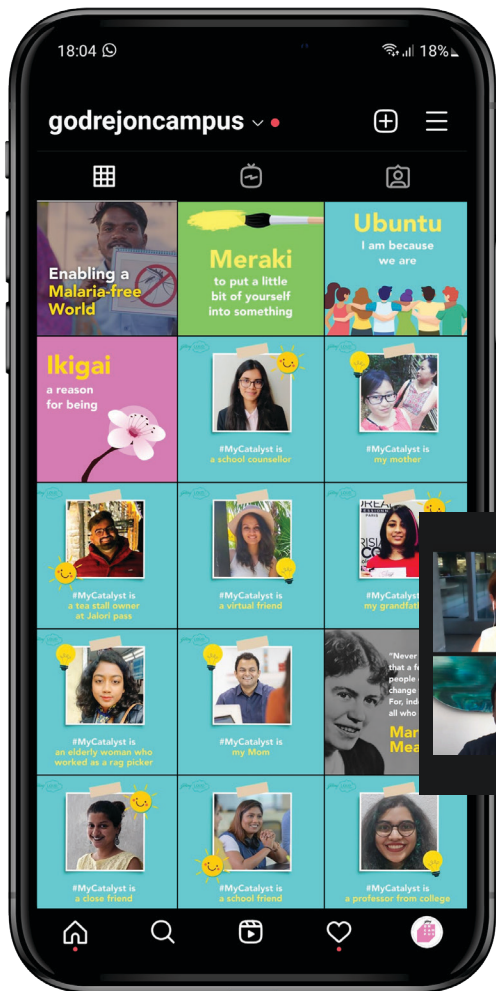 18:04
18%
godrejoncampus
Enabling a
Malaria-free
World
Meraki
to put a little
bit of yourself
into something
Ubuntu
I am because
we are
Ikigai
a reason
for being
#MyCatalyst is
a school counsellor
#MyCatalyst is
my mother
#MyCatalyst is
a tea stall owner
at Jalori pass
#MyCatalyst is
a virtual friend
#MyCatalyst is
my grandfat
#MyCatalyst is
an elderly woman who
worked as a rag picker
#MyCatalyst is
my Mom
"Never
that a fe
people
change
For, ind
all who
Mar
Mea
#MyCatalyst is
a close friend
#MyCatalyst is
a school friend
#MyCatalyst is
a professor from college